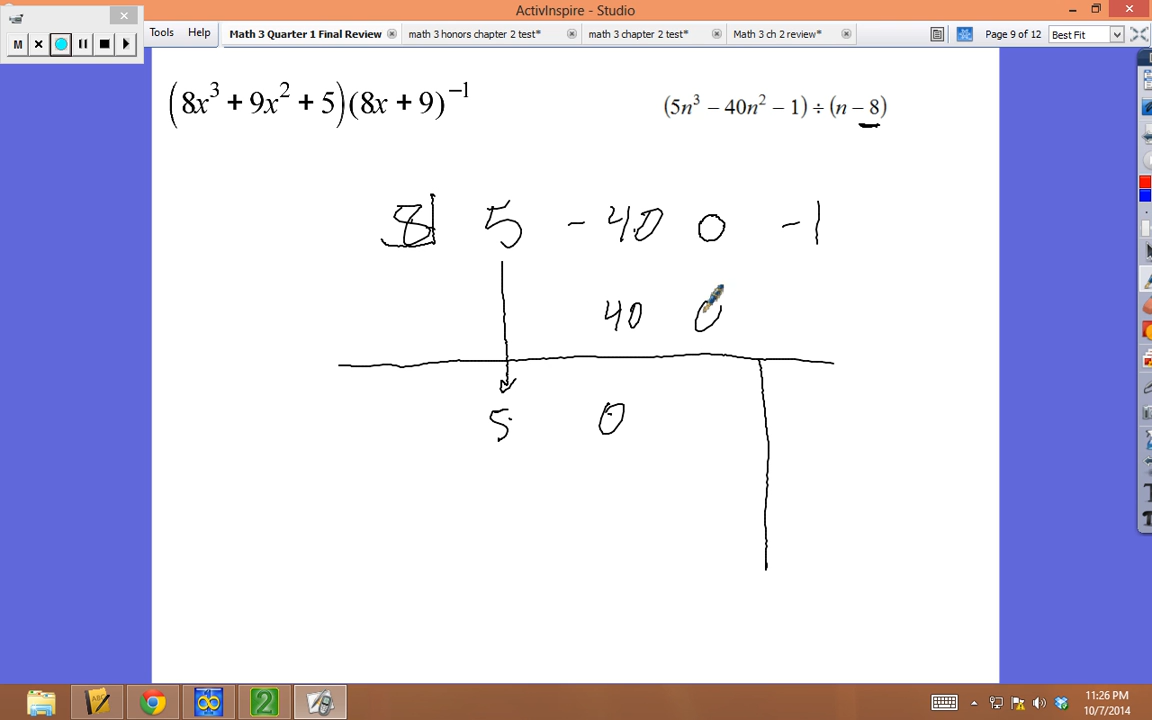 ActivInspire - Studio
Tools Help Math 3 Quarter 1 Final Review math 3 honors chapter 2 test* math 3 chapter 2 test* Math 3 ch 2 review* Page 9 of 12 Best Fit
M
(8x³ + 9x² + 5)(8x + 9)⁻¹
(5n³ − 40n² − 1) ÷ (n − 8)
8 5 - 40 0 - 1
40 0
5 0
ABC 2
11:26 PM
10/7/2014